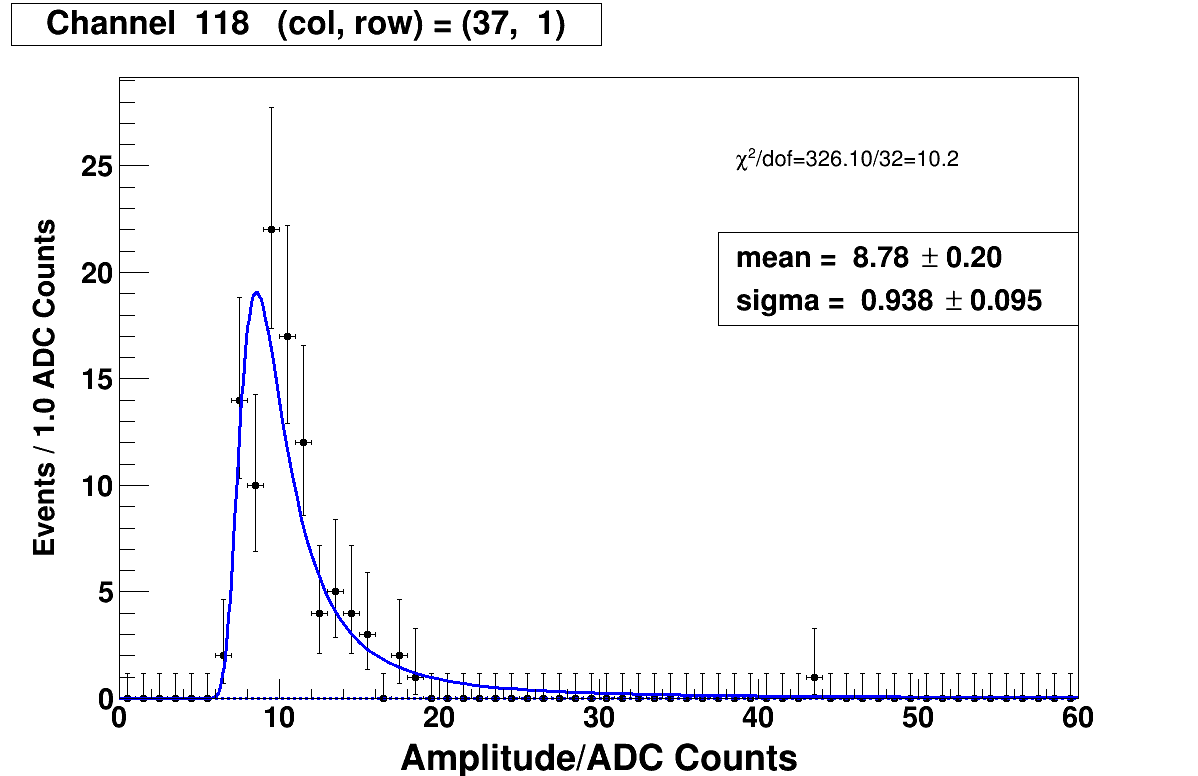 Channel 118 (col, row) = (37, 1)
χ²/dof=326.10/32=10.2
mean = 8.78 ± 0.20
sigma = 0.938 ± 0.095
Events / 1.0 ADC Counts
25
20
15
10
5
0
0 10 20 30 40 50 60
Amplitude/ADC Counts